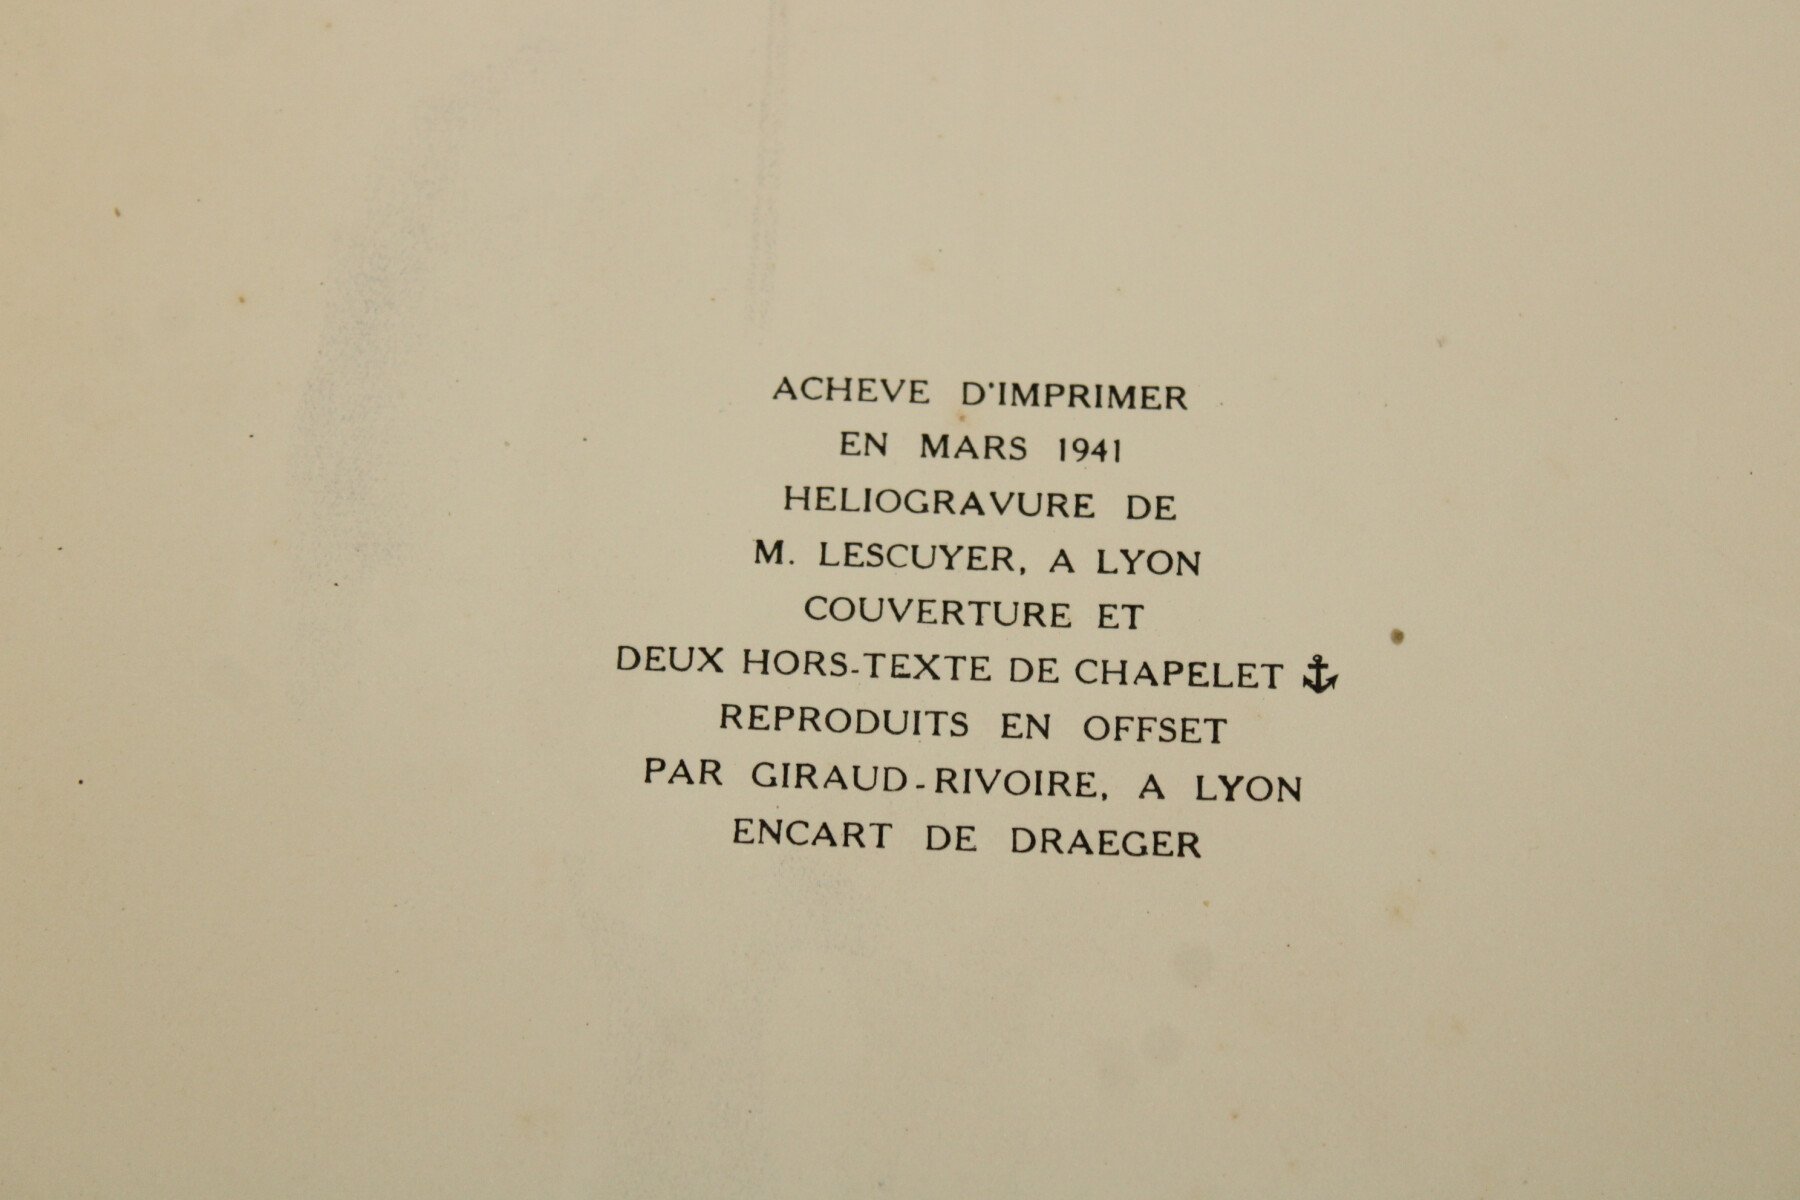 ACHEVE D'IMPRIMER
EN MARS 1941
HELIOGRAVURE DE
M. LESCUYER, A LYON
COUVERTURE ET
DEUX HORS-TEXTE DE CHAPELET ⚓
REPRODUITS EN OFFSET
PAR GIRAUD-RIVOIRE, A LYON
ENCART DE DRAEGER